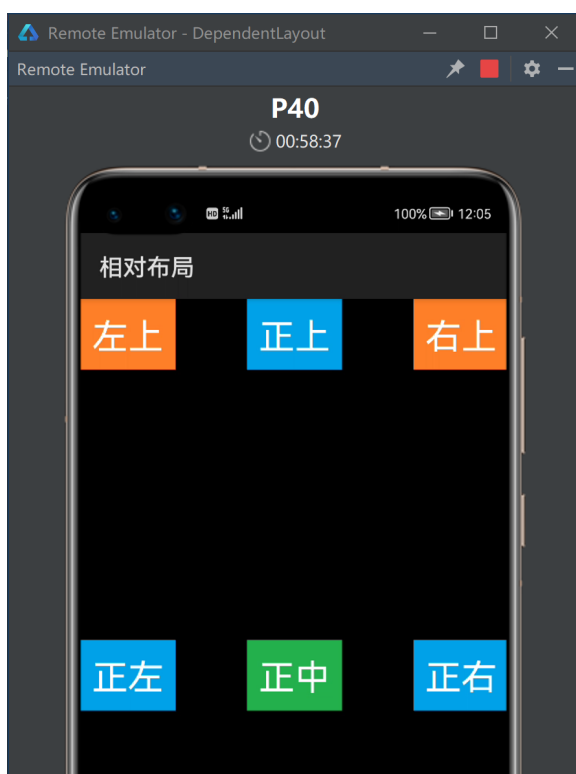 Remote Emulator - DependentLayout
Remote Emulator
P40
00:58:37
HD 5G 100% 12:05
相对布局
左上 正上 右上
正左 正中 正右